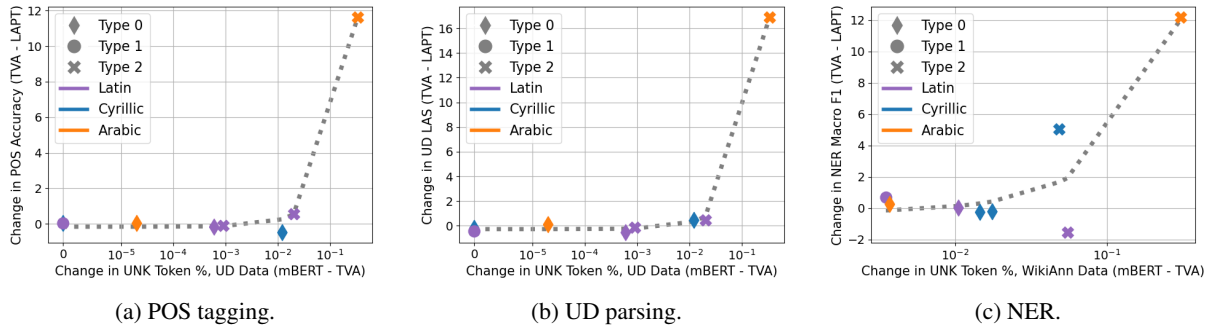 Change in POS Accuracy (TVA - LAPT)
12
10
8
6
4
2
0
Type 0
Type 1
Type 2
Latin
Cyrillic
Arabic
0
10⁻⁵
10⁻⁴
10⁻³
10⁻²
10⁻¹
Change in UNK Token %, UD Data (mBERT - TVA)
(a) POS tagging.
Change in UD LAS (TVA - LAPT)
16
14
12
10
8
6
4
2
0
Type 0
Type 1
Type 2
Latin
Cyrillic
Arabic
0
10⁻⁵
10⁻⁴
10⁻³
10⁻²
10⁻¹
Change in UNK Token %, UD Data (mBERT - TVA)
(b) UD parsing.
Change in NER Macro F1 (TVA - LAPT)
12
10
8
6
4
2
0
−2
Type 0
Type 1
Type 2
Latin
Cyrillic
Arabic
10⁻²
10⁻¹
Change in UNK Token %, WikiAnn Data (mBERT - TVA)
(c) NER.